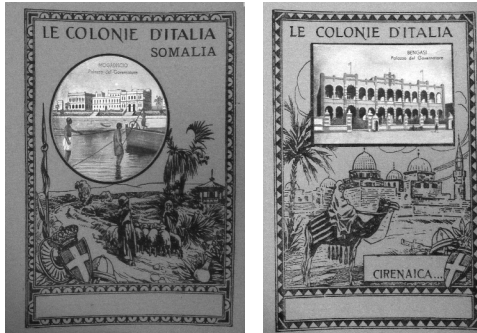 LE COLONIE D'ITALIA
SOMALIA
MOGADISCIO
Palazzo del Governatore
LE COLONIE D'ITALIA
BENGASI
Palazzo del Governatore
CIRENAICA...